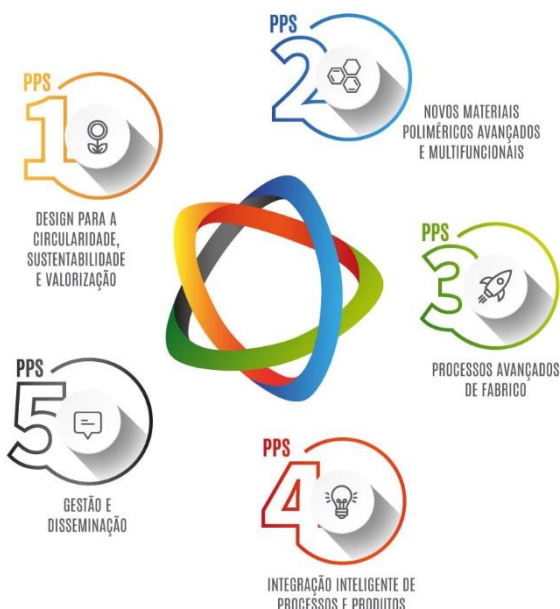 PPS
1
DESIGN PARA A
CIRCULARIDADE,
SUSTENTABILIDADE
E VALORIZAÇÃO
PPS
2
NOVOS MATERIAIS
POLIMÉRICOS AVANÇADOS
E MULTIFUNCIONAIS
PPS
3
PROCESSOS AVANÇADOS
DE FABRICO
PPS
4
INTEGRAÇÃO INTELIGENTE DE
PROCESSOS E PRODUTOS
PPS
5
GESTÃO E
DISSEMINAÇÃO